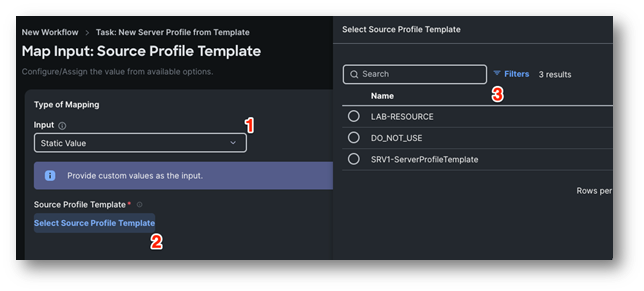 New Workflow > Task: New Server Profile from Template
Map Input: Source Profile Template
Configure/Assign the value from available options.
Type of Mapping
Input
1
Static Value
Provide custom values as the input.
Source Profile Template *
Select Source Profile Template
2
Select Source Profile Template
Search
Filters
3 results
3
Name
LAB-RESOURCE
DO_NOT_USE
SRV1-ServerProfileTemplate
Rows per